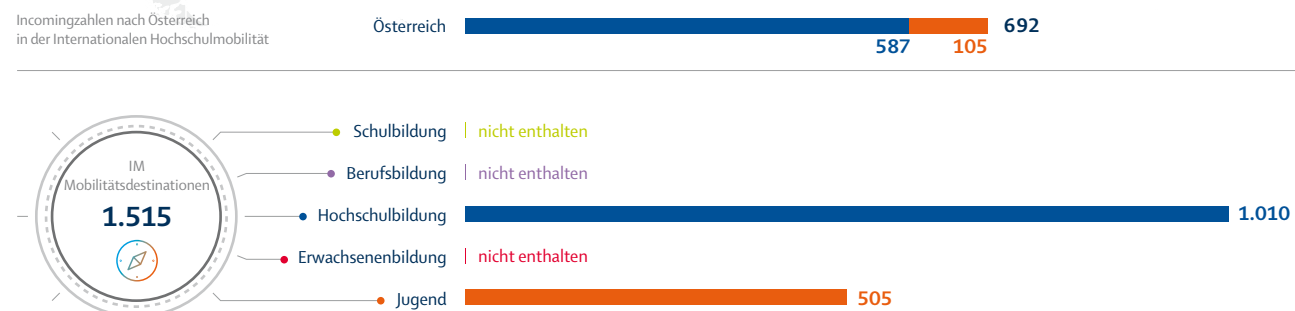 Incomingzahlen nach Österreich
in der Internationalen Hochschulmobilität
Österreich
692
587
105
IM
Mobilitätsdestinationen
1.515
Schulbildung
nicht enthalten
Berufsbildung
nicht enthalten
Hochschulbildung
1.010
Erwachsenenbildung
nicht enthalten
Jugend
505